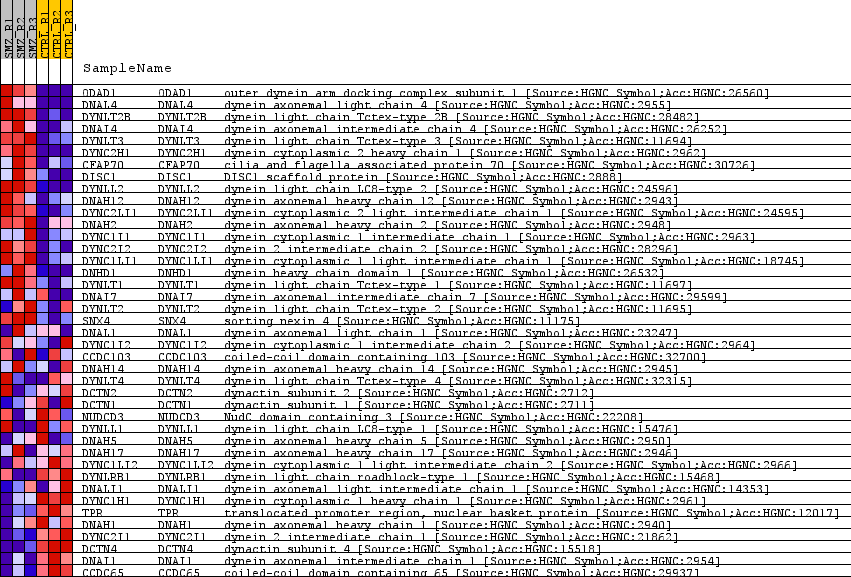 SMZ_R1 SMZ_R2 SMZ_R3 CTRL_R1 CTRL_R2 CTRL_R3
SampleName
ODAD1 ODAD1 outer dynein arm docking complex subunit 1 [Source:HGNC Symbol;Acc:HGNC:26560]
DNAL4 DNAL4 dynein axonemal light chain 4 [Source:HGNC Symbol;Acc:HGNC:2955]
DYNLT2B DYNLT2B dynein light chain Tctex-type 2B [Source:HGNC Symbol;Acc:HGNC:28482]
DNAI4 DNAI4 dynein axonemal intermediate chain 4 [Source:HGNC Symbol;Acc:HGNC:26252]
DYNLT3 DYNLT3 dynein light chain Tctex-type 3 [Source:HGNC Symbol;Acc:HGNC:11694]
DYNC2H1 DYNC2H1 dynein cytoplasmic 2 heavy chain 1 [Source:HGNC Symbol;Acc:HGNC:2962]
CFAP70 CFAP70 cilia and flagella associated protein 70 [Source:HGNC Symbol;Acc:HGNC:30726]
DISC1 DISC1 DISC1 scaffold protein [Source:HGNC Symbol;Acc:HGNC:2888]
DYNLL2 DYNLL2 dynein light chain LC8-type 2 [Source:HGNC Symbol;Acc:HGNC:24596]
DNAH12 DNAH12 dynein axonemal heavy chain 12 [Source:HGNC Symbol;Acc:HGNC:2943]
DYNC2LI1 DYNC2LI1 dynein cytoplasmic 2 light intermediate chain 1 [Source:HGNC Symbol;Acc:HGNC:24595]
DNAH2 DNAH2 dynein axonemal heavy chain 2 [Source:HGNC Symbol;Acc:HGNC:2948]
DYNC1I1 DYNC1I1 dynein cytoplasmic 1 intermediate chain 1 [Source:HGNC Symbol;Acc:HGNC:2963]
DYNC2I2 DYNC2I2 dynein 2 intermediate chain 2 [Source:HGNC Symbol;Acc:HGNC:28296]
DYNC1LI1 DYNC1LI1 dynein cytoplasmic 1 light intermediate chain 1 [Source:HGNC Symbol;Acc:HGNC:18745]
DNHD1 DNHD1 dynein heavy chain domain 1 [Source:HGNC Symbol;Acc:HGNC:26532]
DYNLT1 DYNLT1 dynein light chain Tctex-type 1 [Source:HGNC Symbol;Acc:HGNC:11697]
DNAI7 DNAI7 dynein axonemal intermediate chain 7 [Source:HGNC Symbol;Acc:HGNC:29599]
DYNLT2 DYNLT2 dynein light chain Tctex-type 2 [Source:HGNC Symbol;Acc:HGNC:11695]
SNX4 SNX4 sorting nexin 4 [Source:HGNC Symbol;Acc:HGNC:11175]
DNAL1 DNAL1 dynein axonemal light chain 1 [Source:HGNC Symbol;Acc:HGNC:23247]
DYNC1I2 DYNC1I2 dynein cytoplasmic 1 intermediate chain 2 [Source:HGNC Symbol;Acc:HGNC:2964]
CCDC103 CCDC103 coiled-coil domain containing 103 [Source:HGNC Symbol;Acc:HGNC:32700]
DNAH14 DNAH14 dynein axonemal heavy chain 14 [Source:HGNC Symbol;Acc:HGNC:2945]
DYNLT4 DYNLT4 dynein light chain Tctex-type 4 [Source:HGNC Symbol;Acc:HGNC:32315]
DCTN2 DCTN2 dynactin subunit 2 [Source:HGNC Symbol;Acc:HGNC:2712]
DCTN1 DCTN1 dynactin subunit 1 [Source:HGNC Symbol;Acc:HGNC:2711]
NUDCD3 NUDCD3 NudC domain containing 3 [Source:HGNC Symbol;Acc:HGNC:22208]
DYNLL1 DYNLL1 dynein light chain LC8-type 1 [Source:HGNC Symbol;Acc:HGNC:15476]
DNAH5 DNAH5 dynein axonemal heavy chain 5 [Source:HGNC Symbol;Acc:HGNC:2950]
DNAH17 DNAH17 dynein axonemal heavy chain 17 [Source:HGNC Symbol;Acc:HGNC:2946]
DYNC1LI2 DYNC1LI2 dynein cytoplasmic 1 light intermediate chain 2 [Source:HGNC Symbol;Acc:HGNC:2966]
DYNLRB1 DYNLRB1 dynein light chain roadblock-type 1 [Source:HGNC Symbol;Acc:HGNC:15468]
DNALI1 DNALI1 dynein axonemal light intermediate chain 1 [Source:HGNC Symbol;Acc:HGNC:14353]
DYNC1H1 DYNC1H1 dynein cytoplasmic 1 heavy chain 1 [Source:HGNC Symbol;Acc:HGNC:2961]
TPR TPR translocated promoter region, nuclear basket protein [Source:HGNC Symbol;Acc:HGNC:12017]
DNAH1 DNAH1 dynein axonemal heavy chain 1 [Source:HGNC Symbol;Acc:HGNC:2940]
DYNC2I1 DYNC2I1 dynein 2 intermediate chain 1 [Source:HGNC Symbol;Acc:HGNC:21862]
DCTN4 DCTN4 dynactin subunit 4 [Source:HGNC Symbol;Acc:HGNC:15518]
DNAI1 DNAI1 dynein axonemal intermediate chain 1 [Source:HGNC Symbol;Acc:HGNC:2954]
CCDC65 CCDC65 coiled-coil domain containing 65 [Source:HGNC Symbol;Acc:HGNC:29937]